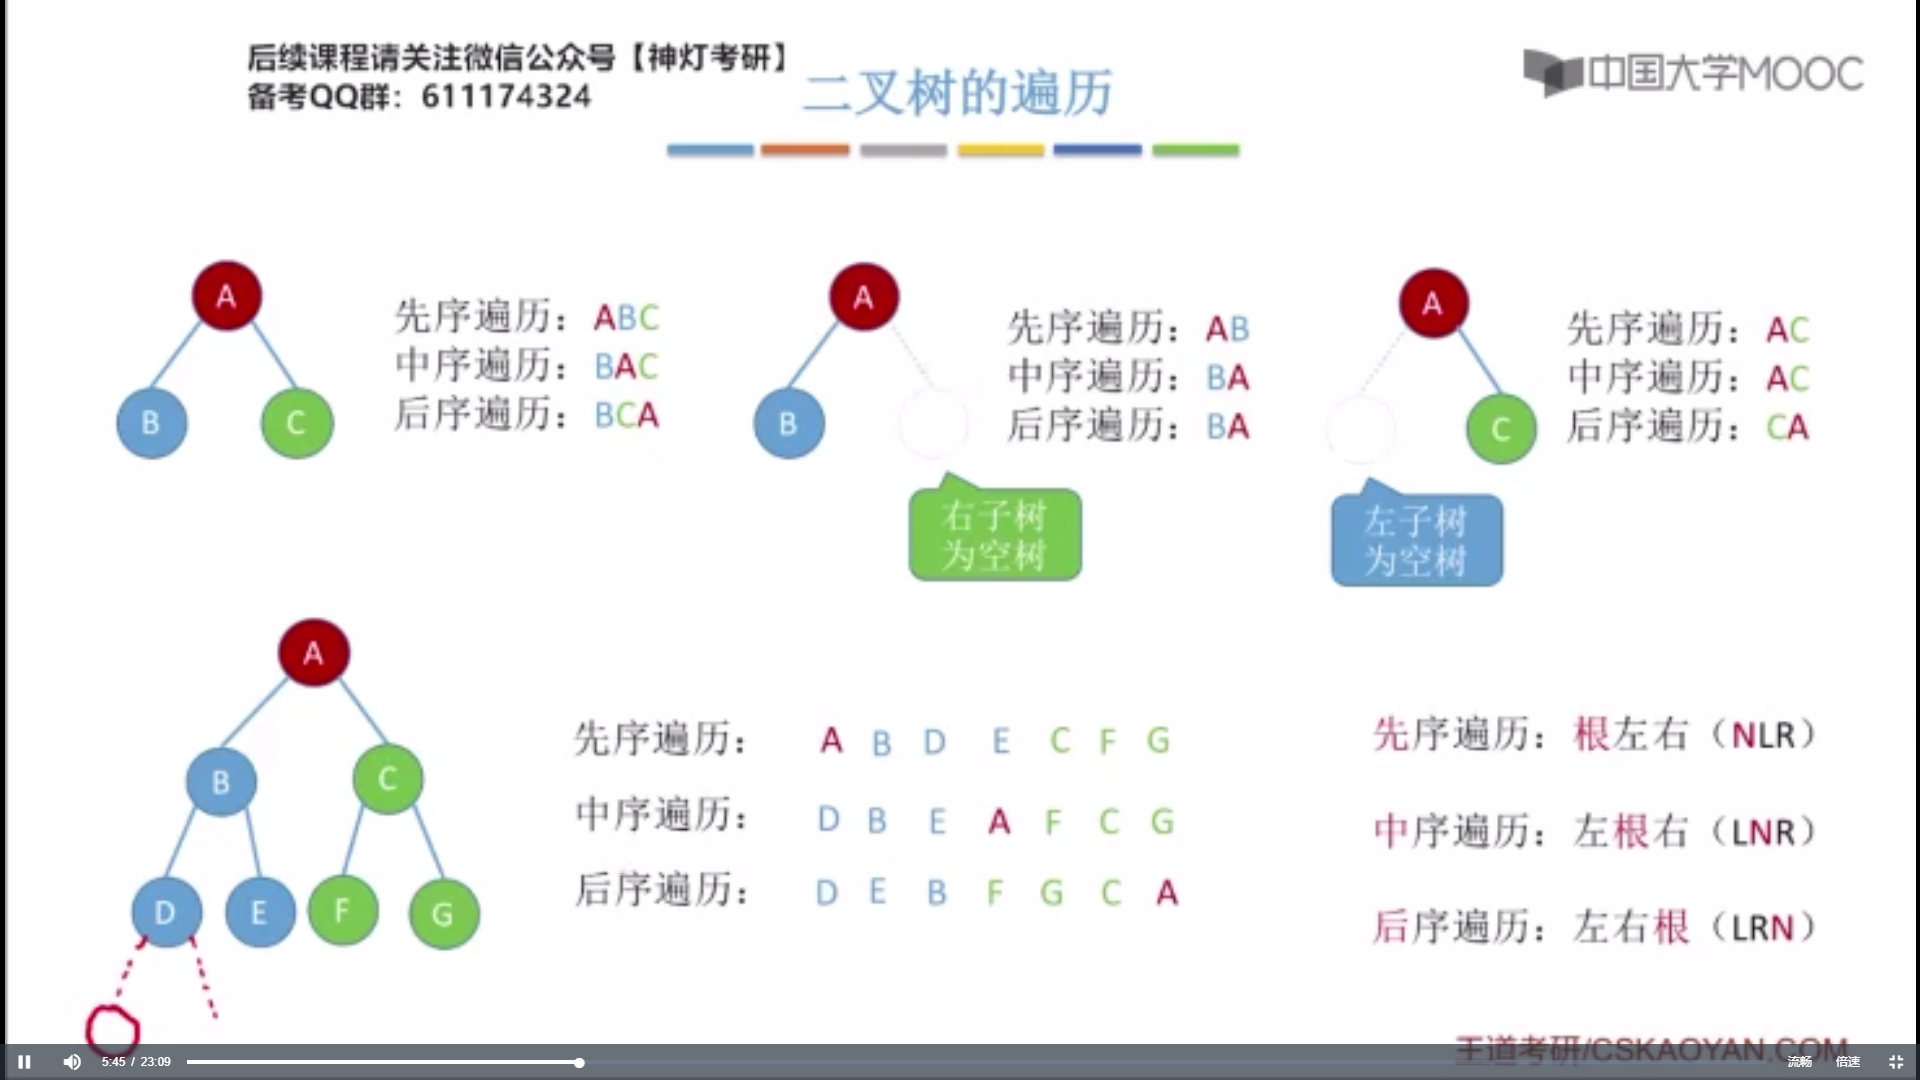 后续课程请关注微信公众号【神灯考研】
备考QQ群：611174324
二叉树的遍历
中国大学MOOC
A
B
C
先序遍历：ABC
中序遍历：BAC
后序遍历：BCA
A
B
先序遍历：AB
中序遍历：BA
后序遍历：BA
右子树
为空树
A
C
先序遍历：AC
中序遍历：AC
后序遍历：CA
左子树
为空树
A
B
C
D
E
F
G
先序遍历： A B D E C F G
中序遍历： D B E A F C G
后序遍历： D E B F G C A
先序遍历：根左右（NLR）
中序遍历：左根右（LNR）
后序遍历：左右根（LRN）
王道考研/CSKAOYAN.COM
5:45 / 23:09
流畅
倍速